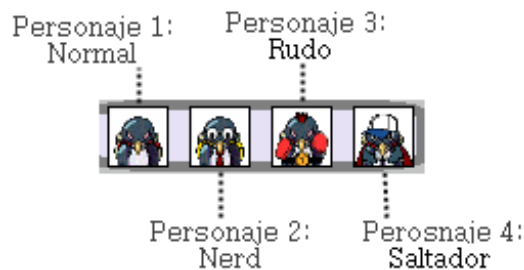 Personaje 1:
Normal
Personaje 3:
Rudo
Personaje 2:
Nerd
Perosnaje 4:
Saltador